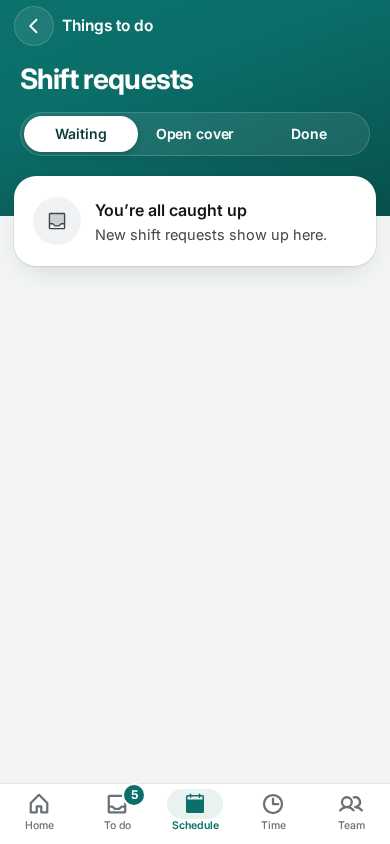 Things to do
Shift requests
Waiting
Open cover
Done
You’re all caught up
New shift requests show up here.
5
Home
To do
Schedule
Time
Team